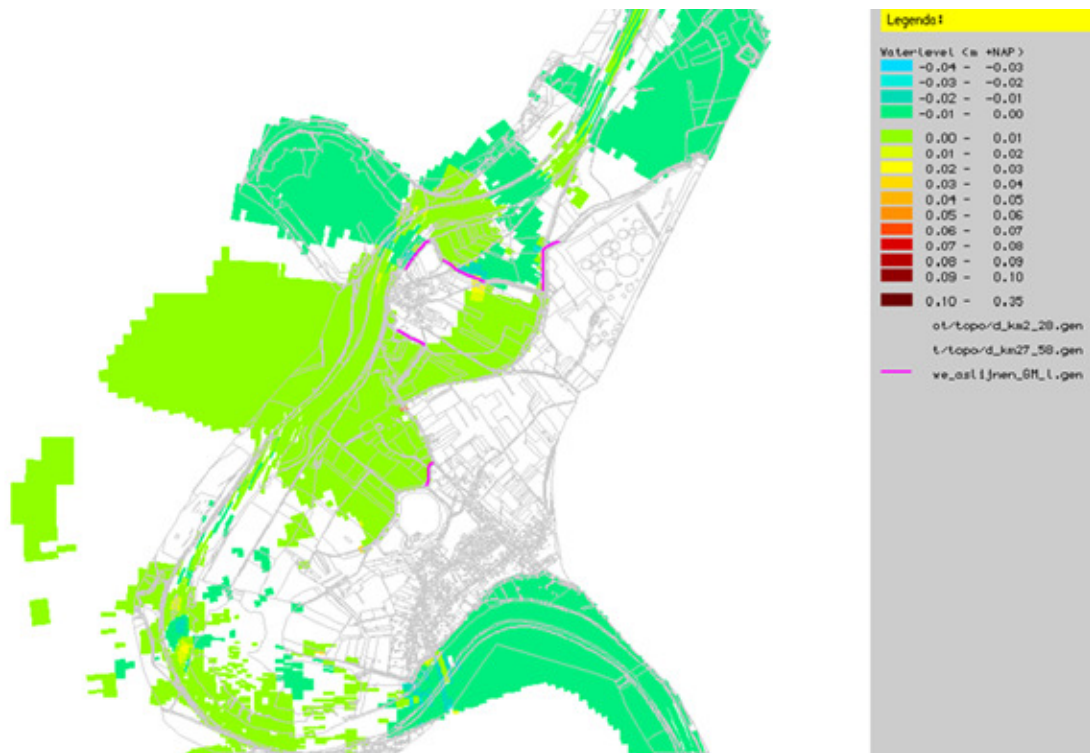 Legenda:
Waterlevel (m +NAP)
-0.04 - -0.03
-0.03 - -0.02
-0.02 - -0.01
-0.01 - 0.00
0.00 - 0.01
0.01 - 0.02
0.02 - 0.03
0.03 - 0.04
0.04 - 0.05
0.05 - 0.06
0.06 - 0.07
0.07 - 0.08
0.08 - 0.09
0.09 - 0.10
0.10 - 0.35
ot/topo/d_km2_28.gen
t/topo/d_km27_58.gen
we_aslijnen_GM_l.gen